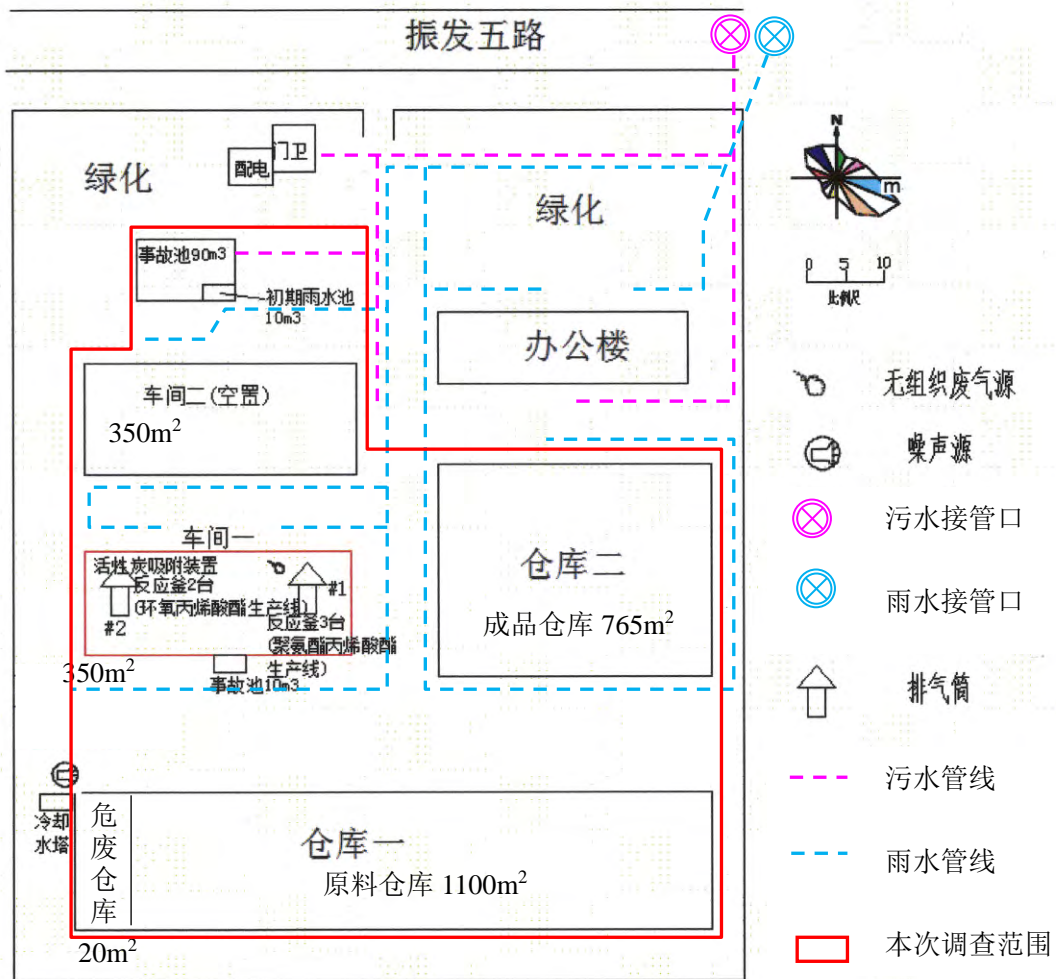 振发五路
绿化
配电
门卫
绿化
N
m
0 5 10
比例尺
事故池90m3
初期雨水池
10m3
办公楼
车间二(空置)
350m²
无组织废气源
噪声源
污水接管口
雨水接管口
排气筒
污水管线
雨水管线
本次调查范围
车间一
活性炭吸附装置
反应釜2台
(环氧丙烯酸酯生产线)
#2
#1
反应釜3台
(聚氨酯丙烯酸酯
生产线)
350m²
事故池10m3
仓库二
成品仓库 765m²
冷却
水塔
危
废
仓
库
20m²
仓库一
原料仓库 1100m²